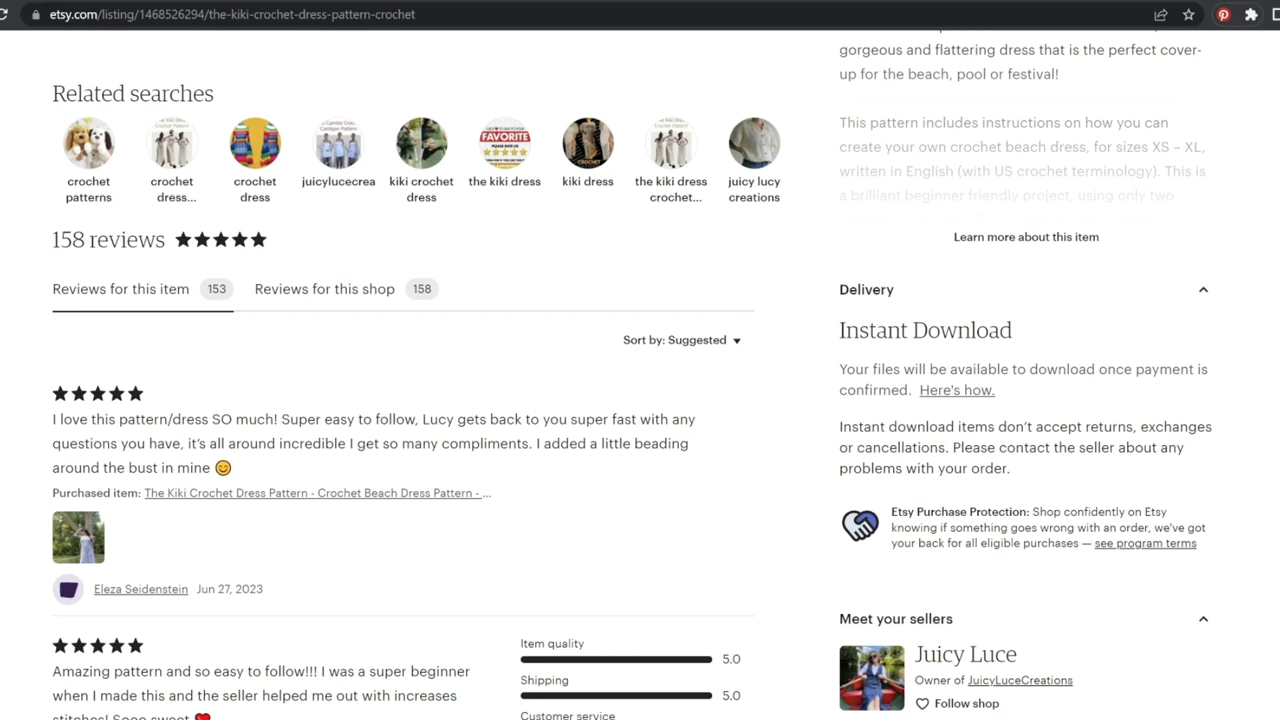 etsy.com/listing/1468526294/the-kiki-crochet-dress-pattern-crochet
Related searches
crochet patterns
crochet dress...
crochet dress
juicylucecrea
kiki crochet dress
the kiki dress
kiki dress
the kiki dress crochet...
juicy lucy creations
FAVORITE
CROCHET
158 reviews
Reviews for this item 153
Reviews for this shop 158
Sort by: Suggested
I love this pattern/dress SO much! Super easy to follow, Lucy gets back to you super fast with any
questions you have, it's all around incredible I get so many compliments. I added a little beading
around the bust in mine 😊
Purchased item: The Kiki Crochet Dress Pattern - Crochet Beach Dress Pattern - ...
Eleza Seidenstein Jun 27, 2023
Amazing pattern and so easy to follow!!! I was a super beginner
when I made this and the seller helped me out with increases
stitches! Sooo sweet ❤️
Item quality
5.0
Shipping
5.0
Customer service
gorgeous and flattering dress that is the perfect cover-
up for the beach, pool or festival!
This pattern includes instructions on how you can
create your own crochet beach dress, for sizes XS – XL,
written in English (with US crochet terminology). This is
a brilliant beginner friendly project, using only two
Learn more about this item
Delivery
Instant Download
Your files will be available to download once payment is
confirmed. Here's how.
Instant download items don't accept returns, exchanges
or cancellations. Please contact the seller about any
problems with your order.
Etsy Purchase Protection: Shop confidently on Etsy
knowing if something goes wrong with an order, we've got
your back for all eligible purchases — see program terms
Meet your sellers
Juicy Luce
Owner of JuicyLuceCreations
Follow shop